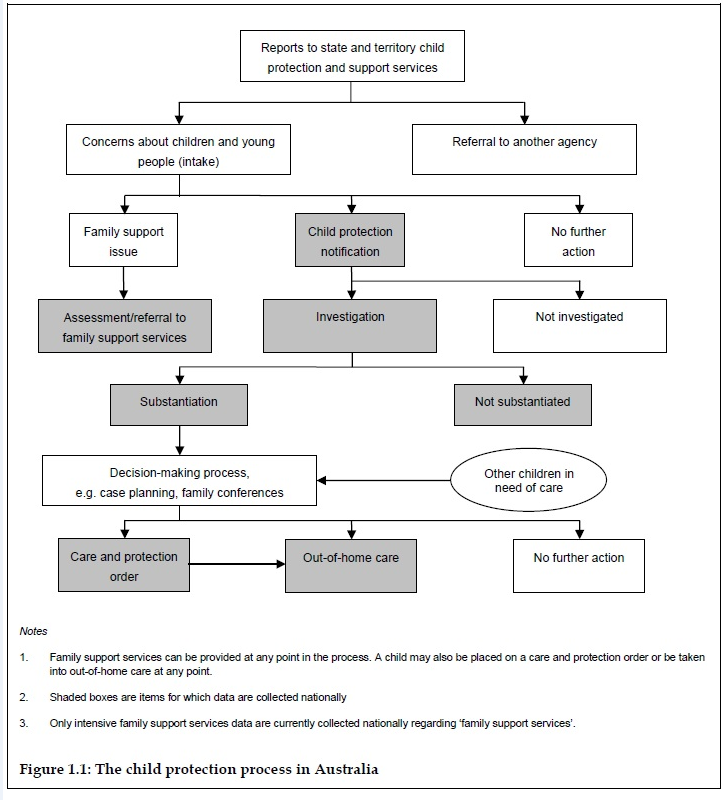 Reports to state and territory child
protection and support services
Concerns about children and young
people (intake)
Referral to another agency
Family support
issue
Child protection
notification
No further
action
Assessment/referral to
family support services
Investigation
Not investigated
Substantiation
Not substantiated
Decision-making process,
e.g. case planning, family conferences
Other children in
need of care
Care and protection
order
Out-of-home care
No further action
Notes
1. Family support services can be provided at any point in the process. A child may also be placed on a care and protection order or be taken
into out-of-home care at any point.
2. Shaded boxes are items for which data are collected nationally
3. Only intensive family support services data are currently collected nationally regarding ‘family support services’.
Figure 1.1: The child protection process in Australia